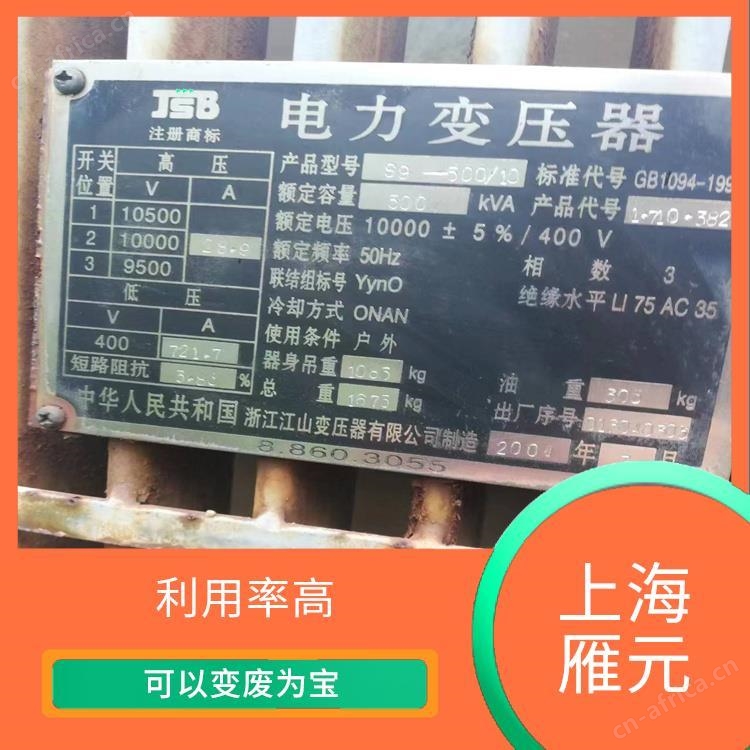 JSB
注册商标
电力变压器
开关位置
高 压
V A
1 10500
2 10000 28.9
3 9500
低 压
V A
400 721.7
短路阻抗 %
产品型号 S9 —500/10 标准代号 GB1094-199
额定容量 500 kVA 产品代号 1·710·382
额定电压 10000 ± 5 % / 400 V
额定频率 50Hz 相 数 3
联结组标号 Yyn0 绝缘水平 LI 75 AC 35
冷却方式 ONAN
使用条件 户 外
器身吊重 1085 kg 油 重 kg
总 重 1675 kg 出厂序号
中华人民共和国 浙江江山变压器有限公司制造 年 月
8.860.3055
利用率高
可以变废为宝
上海
雁元
cn-africa.cn